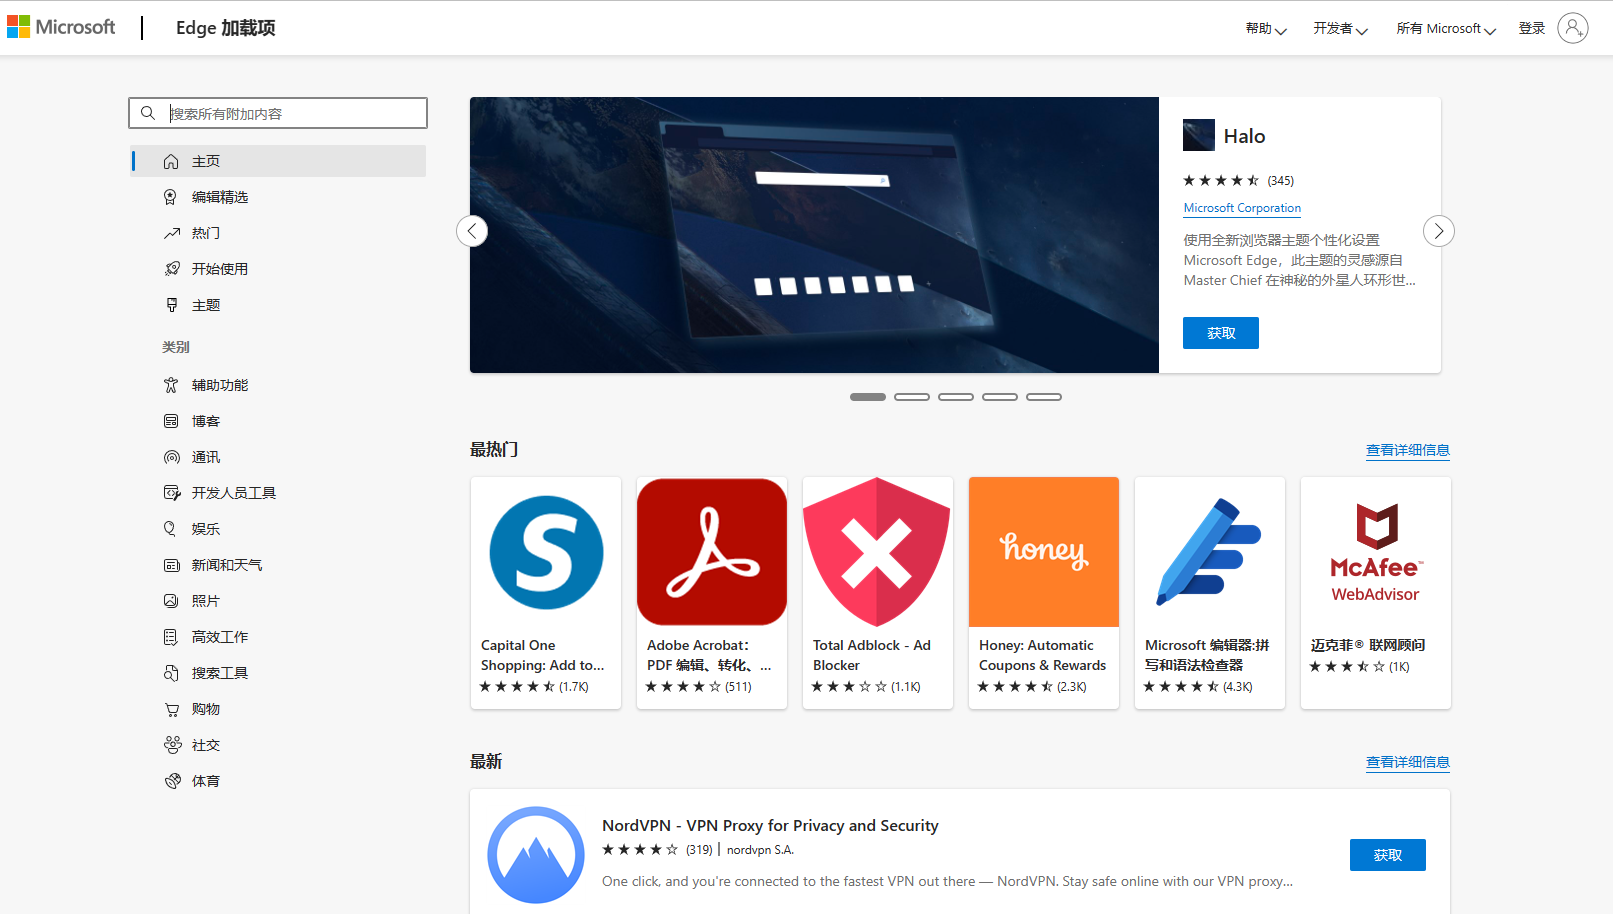 Microsoft
Edge 加载项
帮助
开发者
所有 Microsoft
登录
搜索所有附加内容
主页
编辑精选
热门
开始使用
主题
类别
辅助功能
博客
通讯
开发人员工具
娱乐
新闻和天气
照片
高效工作
搜索工具
购物
社交
体育
Halo
(345)
Microsoft Corporation
使用全新浏览器主题个性化设置
Microsoft Edge，此主题的灵感源自
Master Chief 在神秘的外星人环形世...
获取
最热门
查看详细信息
S
Capital One
Shopping: Add to...
(1.7K)
Adobe Acrobat：
PDF 编辑、转化、...
(511)
Total Adblock - Ad
Blocker
(1.1K)
honey
Honey: Automatic
Coupons & Rewards
(2.3K)
Microsoft 编辑器:拼
写和语法检查器
(4.3K)
McAfee™
WebAdvisor
迈克菲® 联网顾问
(1K)
最新
查看详细信息
NordVPN - VPN Proxy for Privacy and Security
(319) | nordvpn S.A.
One click, and you're connected to the fastest VPN out there — NordVPN. Stay safe online with our VPN proxy...
获取